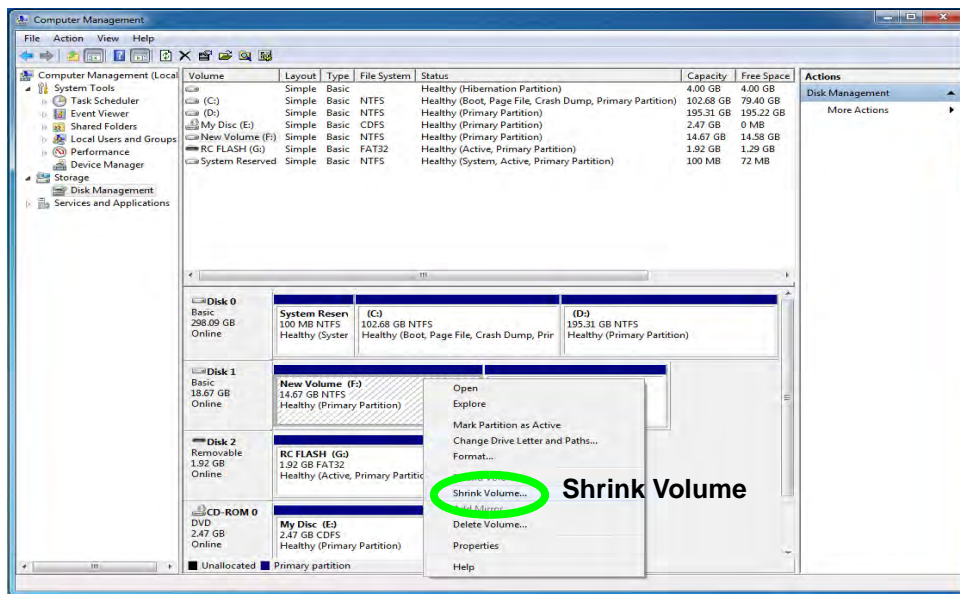 Computer Management
File Action View Help
Computer Management (Local
System Tools
Task Scheduler
Event Viewer
Shared Folders
Local Users and Groups
Performance
Device Manager
Storage
Disk Management
Services and Applications
Volume Layout Type File System Status Capacity Free Space
Simple Basic Healthy (Hibernation Partition) 4.00 GB 4.00 GB
(C:) Simple Basic NTFS Healthy (Boot, Page File, Crash Dump, Primary Partition) 102.68 GB 79.40 GB
(D:) Simple Basic NTFS Healthy (Primary Partition) 195.31 GB 195.22 GB
My Disc (E:) Simple Basic CDFS Healthy (Primary Partition) 2.47 GB 0 MB
New Volume (F:) Simple Basic NTFS Healthy (Primary Partition) 14.67 GB 14.58 GB
RC FLASH (G:) Simple Basic FAT32 Healthy (Active, Primary Partition) 1.92 GB 1.29 GB
System Reserved Simple Basic NTFS Healthy (System, Active, Primary Partition) 100 MB 72 MB
Actions
Disk Management
More Actions
Disk 0
Basic
298.09 GB
Online
System Reserv
100 MB NTFS
Healthy (Syster
(C:)
102.68 GB NTFS
Healthy (Boot, Page File, Crash Dump, Prir
(D:)
195.31 GB NTFS
Healthy (Primary Partition)
Disk 1
Basic
18.67 GB
Online
New Volume (F:)
14.67 GB NTFS
Healthy (Primary Partition)
Disk 2
Removable
1.92 GB
Online
RC FLASH (G:)
1.92 GB FAT32
Healthy (Active, Primary Partitic
CD-ROM 0
DVD
2.47 GB
Online
My Disc (E:)
2.47 GB CDFS
Healthy (Primary Partition)
Unallocated Primary partition
Open
Explore
Mark Partition as Active
Change Drive Letter and Paths...
Format...
Shrink Volume...
Add Mirror
Delete Volume...
Properties
Help
Shrink Volume